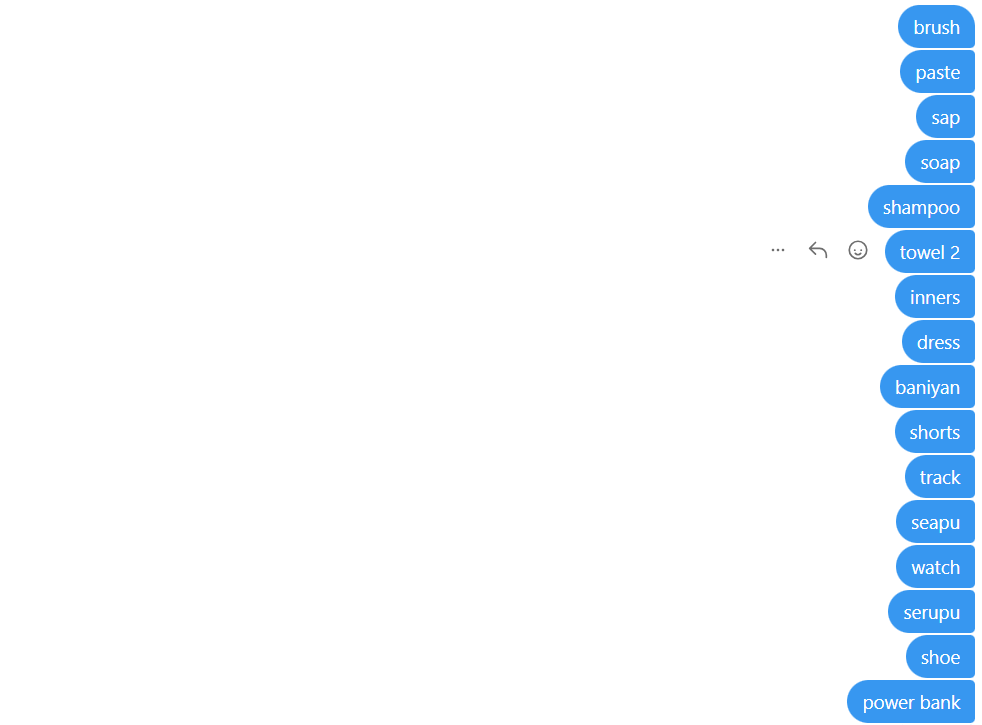 brush
paste
sap
soap
shampoo
towel 2
inners
dress
baniyan
shorts
track
seapu
watch
serupu
shoe
power bank